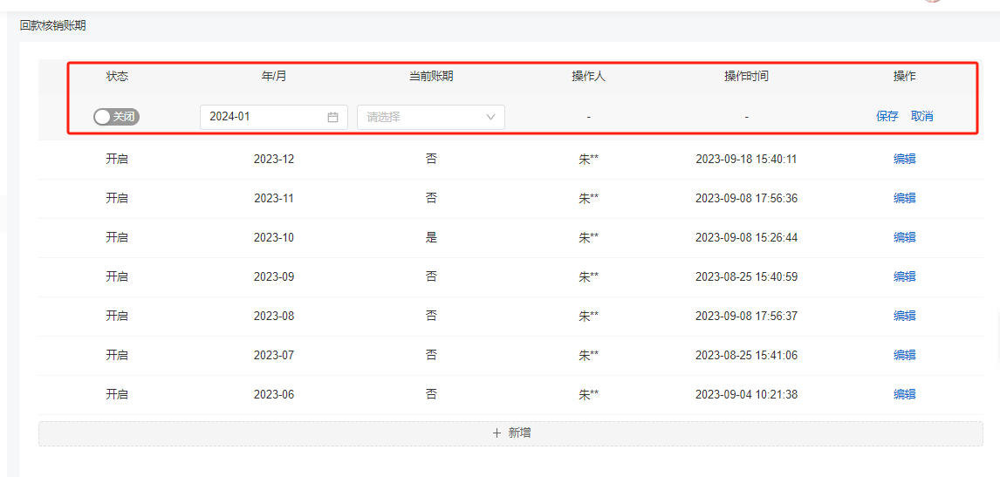 回款核销账期
状态 年/月 当前账期 操作人 操作时间 操作
关闭 2024-01 请选择 - - 保存 取消
开启 2023-12 否 朱** 2023-09-18 15:40:11 编辑
开启 2023-11 否 朱** 2023-09-08 17:56:36 编辑
开启 2023-10 是 朱** 2023-09-08 15:26:44 编辑
开启 2023-09 否 朱** 2023-08-25 15:40:59 编辑
开启 2023-08 否 朱** 2023-09-08 17:56:37 编辑
开启 2023-07 否 朱** 2023-08-25 15:41:06 编辑
开启 2023-06 否 朱** 2023-09-04 10:21:38 编辑
+ 新增